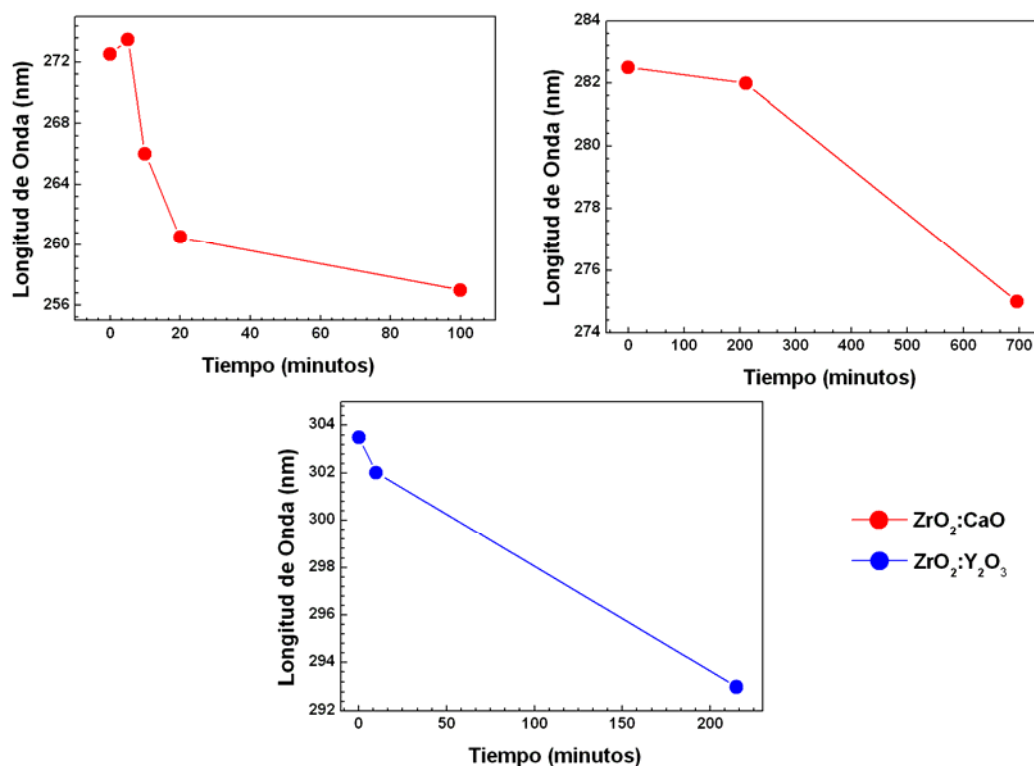 Longitud de Onda (nm)
272
268
264
260
256
0 20 40 60 80 100
Tiempo (minutos)
Longitud de Onda (nm)
284
282
280
278
276
274
0 100 200 300 400 500 600 700
Tiempo (minutos)
Longitud de Onda (nm)
304
302
300
298
296
294
292
0 50 100 150 200
Tiempo (minutos)
ZrO₂:CaO
ZrO₂:Y₂O₃